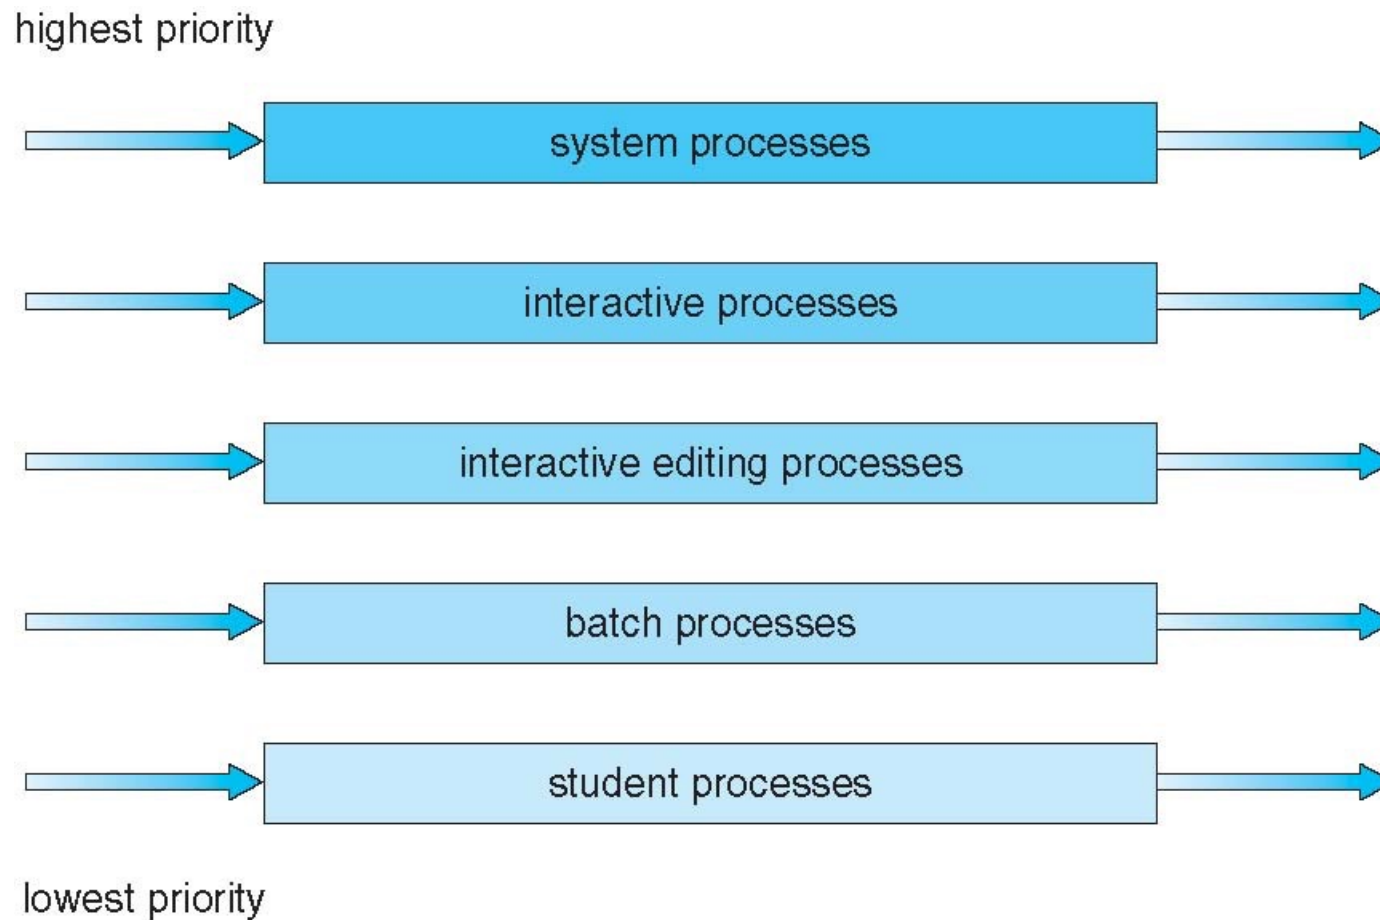 highest priority
system processes
interactive processes
interactive editing processes
batch processes
student processes
lowest priority